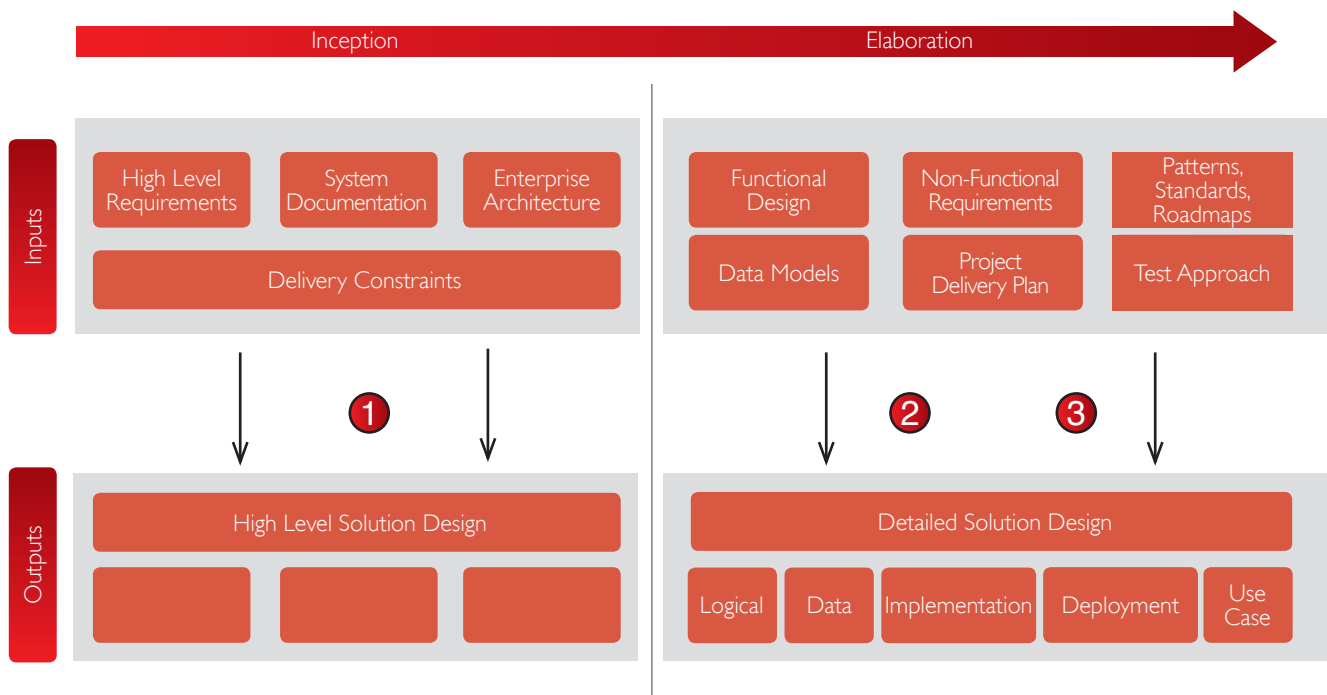 Inception
Elaboration
Inputs
High Level
Requirements
System
Documentation
Enterprise
Architecture
Delivery Constraints
Functional
Design
Non-Functional
Requirements
Patterns,
Standards,
Roadmaps
Data Models
Project
Delivery Plan
Test Approach
1
2
3
Outputs
High Level Solution Design
Detailed Solution Design
Logical
Data
Implementation
Deployment
Use
Case